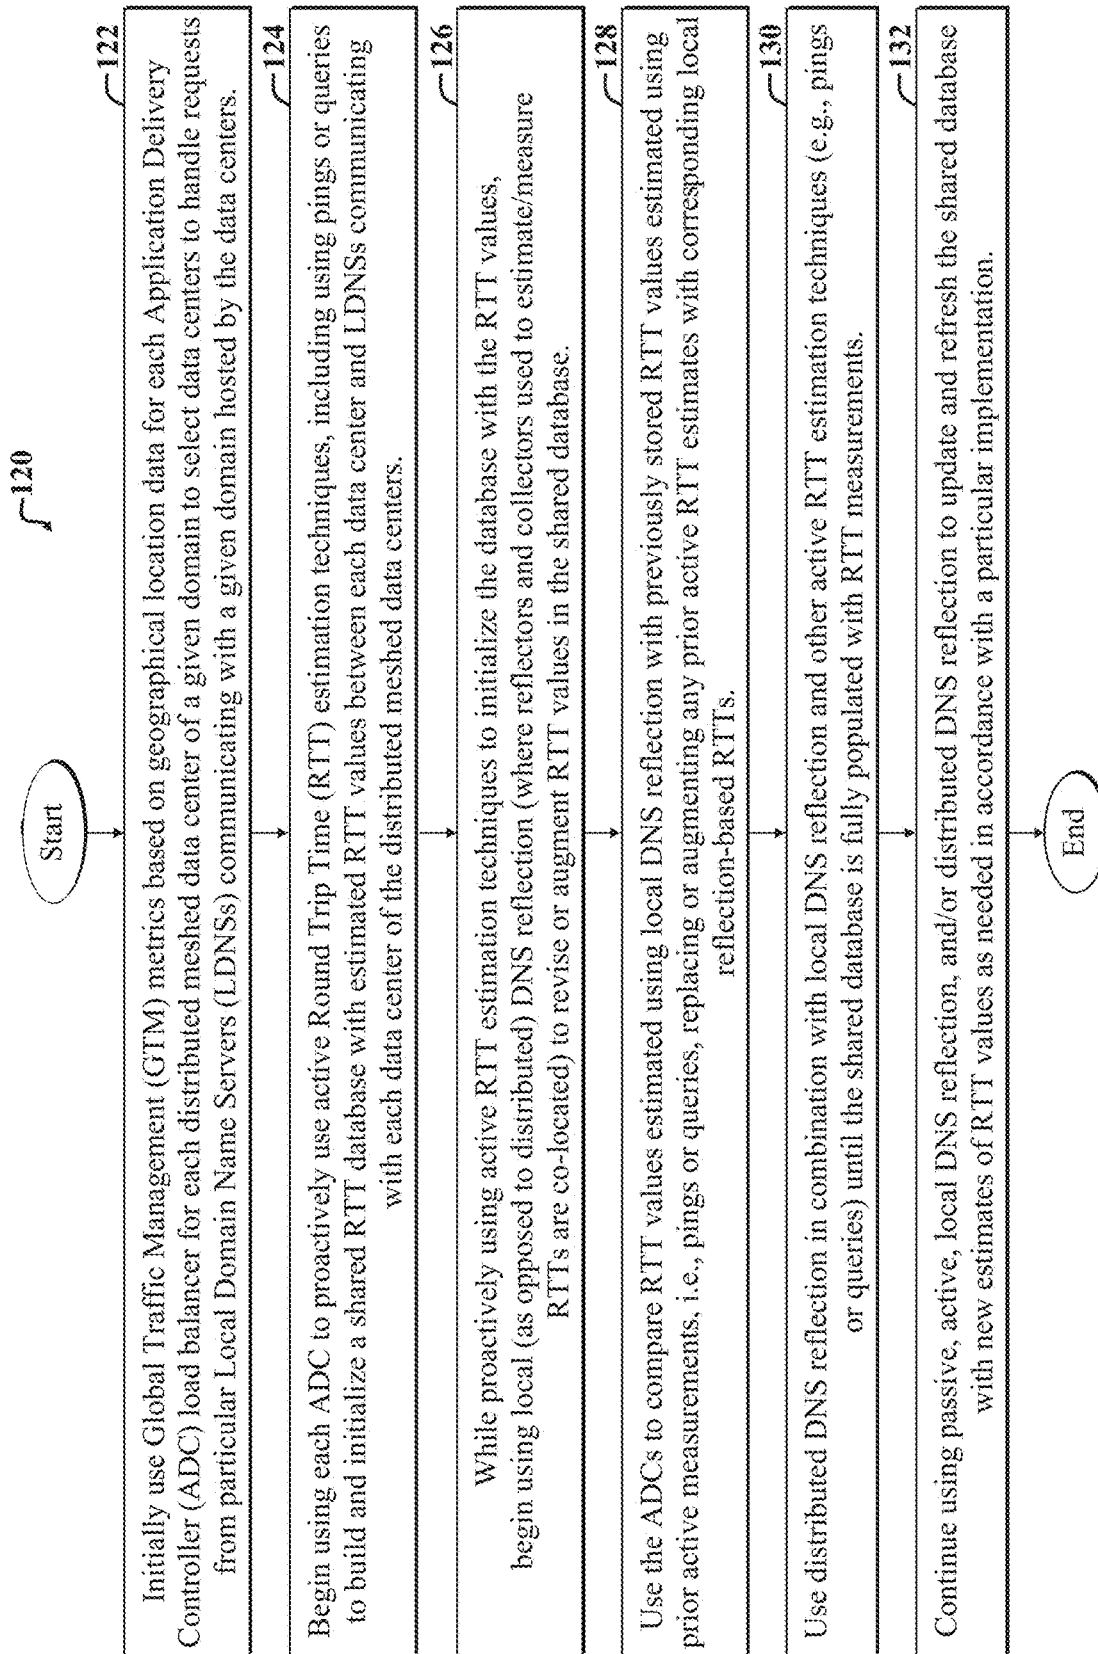 120
Start
122
Initially use Global Traffic Management (GTM) metrics based on geographical location data for each Application Delivery
Controller (ADC) load balancer for each distributed meshed data center of a given domain to select data centers to handle requests
from particular Local Domain Name Servers (LDNSs) communicating with a given domain hosted by the data centers.
124
Begin using each ADC to proactively use active Round Trip Time (RTT) estimation techniques, including using pings or queries
to build and initialize a shared RTT database with estimated RTT values between each data center and LDNSs communicating
with each data center of the distributed meshed data centers.
126
While proactively using active RTT estimation techniques to initialize the database with the RTT values,
begin using local (as opposed to distributed) DNS reflection (where reflectors and collectors used to estimate/measure
RTTs are co-located) to revise or augment RTT values in the shared database.
128
Use the ADCs to compare RTT values estimated using local DNS reflection with previously stored RTT values estimated using
prior active measurements, i.e., pings or queries, replacing or augmenting any prior active RTT estimates with corresponding local
reflection-based RTTs.
130
Use distributed DNS reflection in combination with local DNS reflection and other active RTT estimation techniques (e.g., pings
or queries) until the shared database is fully populated with RTT measurements.
132
Continue using passive, active, local DNS reflection, and/or distributed DNS reflection to update and refresh the shared database
with new estimates of RTT values as needed in accordance with a particular implementation.
End